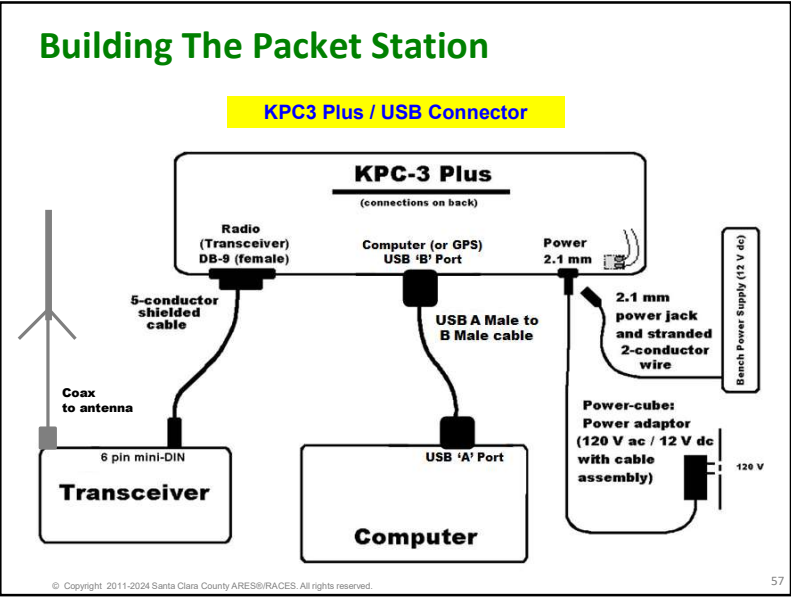 Building The Packet Station
KPC3 Plus / USB Connector
KPC-3 Plus
(connections on back)
Radio
(Transceiver)
DB-9 (female)
Computer (or GPS)
USB 'B' Port
Power
2.1 mm
5-conductor
shielded
cable
USB A Male to
B Male cable
2.1 mm
power jack
and stranded
2-conductor
wire
Bench Power Supply (12 V dc)
Coax
to antenna
Power-cube:
Power adaptor
(120 V ac / 12 V dc
with cable
assembly)
120 V
6 pin mini-DIN
Transceiver
USB 'A' Port
Computer
© Copyright 2011-2024 Santa Clara County ARES®/RACES. All rights reserved.
57